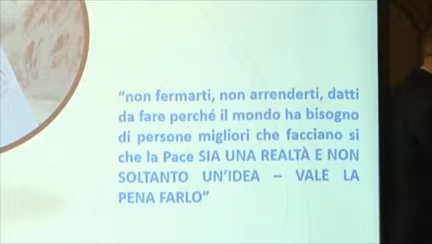 “non fermarti, non arrenderti, datti
da fare perché il mondo ha bisogno
di persone migliori che facciano si
che la Pace SIA UNA REALTÀ E NON
SOLTANTO UN'IDEA – VALE LA
PENA FARLO”